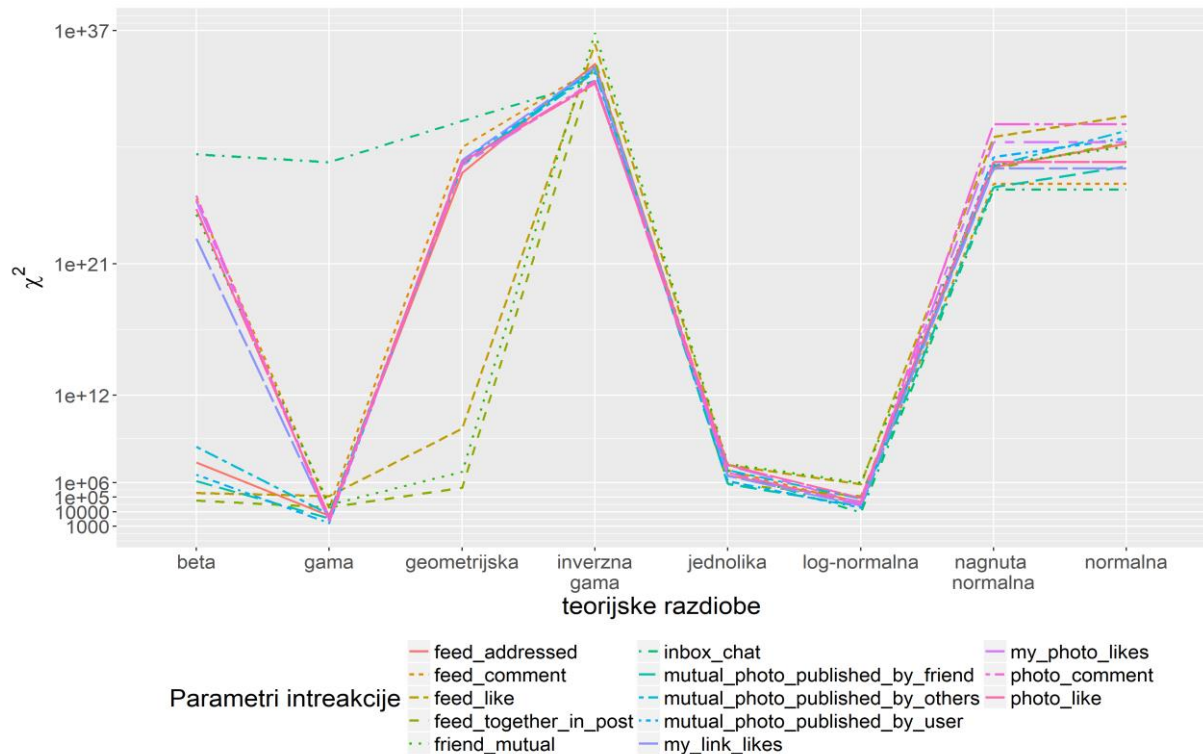 1e+37
1e+21
1e+12
1e+06
1e+05
10000
1000
χ²
beta
gama
geometrijska
inverzna
gama
jednolika
log-normalna
nagnuta
normalna
normalna
teorijske razdiobe
Parametri intreakcije
feed_addressed
feed_comment
feed_like
feed_together_in_post
friend_mutual
inbox_chat
mutual_photo_published_by_friend
mutual_photo_published_by_others
mutual_photo_published_by_user
my_link_likes
my_photo_likes
photo_comment
photo_like